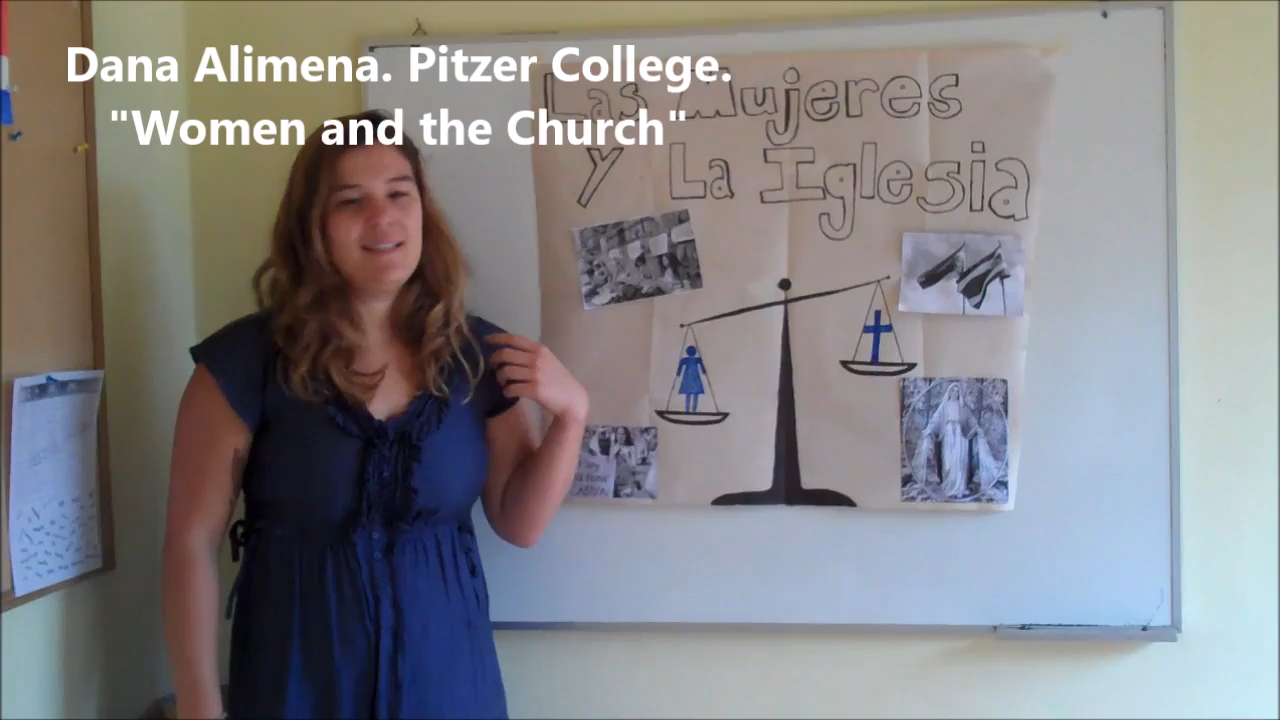 Dana Alimena. Pitzer College.
"Women and the Church"
Las Mujeres
y La Iglesia